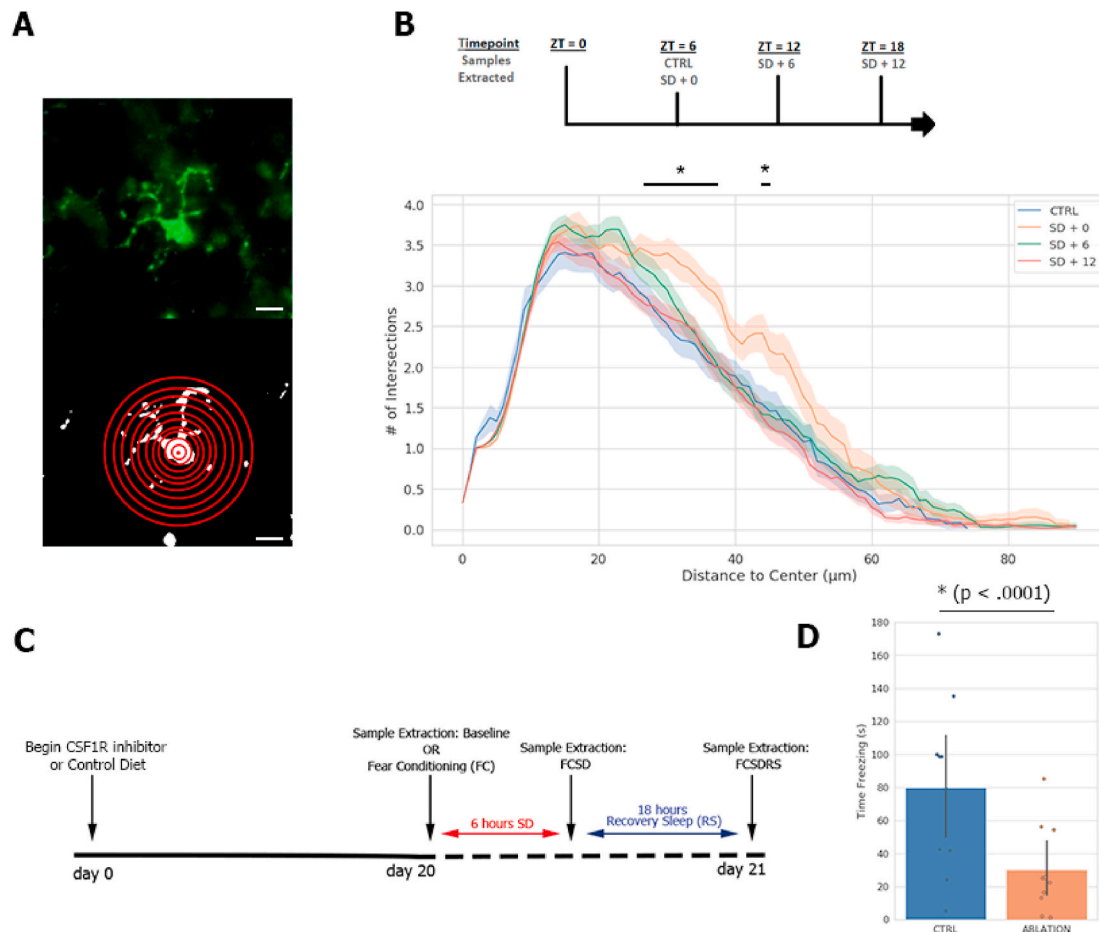 A
B
Timepoint
Samples
Extracted
ZT = 0
ZT = 6
CTRL
SD + 0
ZT = 12
SD + 6
ZT = 18
SD + 12
*
*
# of Intersections
4.0
3.5
3.0
2.5
2.0
1.5
1.0
0.5
0.0
CTRL
SD + 0
SD + 6
SD + 12
0
20
40
60
80
Distance to Center (µm)
C
Begin CSF1R inhibitor
or Control Diet
Sample Extraction: Baseline
OR
Fear Conditioning (FC)
Sample Extraction:
FCSD
Sample Extraction:
FCSDRS
6 hours SD
18 hours
Recovery Sleep (RS)
day 0
day 20
day 21
D
* (p < .0001)
Time Freezing (s)
180
160
140
120
100
80
60
40
20
0
CTRL
ABLATION